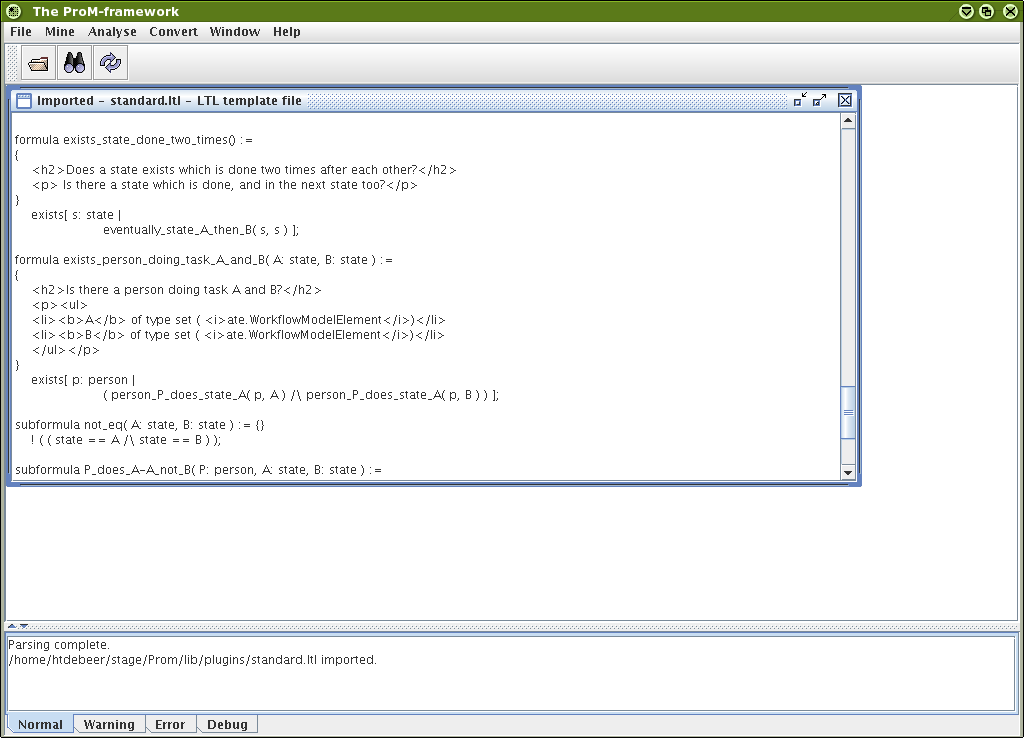 The ProM-framework
File Mine Analyse Convert Window Help
Imported - standard.ltl - LTL template file
formula exists_state_done_two_times() :=
{
<h2>Does a state exists which is done two times after each other?</h2>
<p> Is there a state which is done, and in the next state too?</p>
}
exists[ s: state |
eventually_state_A_then_B( s, s ) ];
formula exists_person_doing_task_A_and_B( A: state, B: state ) :=
{
<h2>Is there a person doing task A and B?</h2>
<p><ul>
<li><b>A</b> of type set ( <i>ate.WorkflowModelElement</i>)</li>
<li><b>B</b> of type set ( <i>ate.WorkflowModelElement</i>)</li>
</ul></p>
}
exists[ p: person |
( person_P_does_state_A( p, A ) /\ person_P_does_state_A( p, B ) ) ];
subformula not_eq( A: state, B: state ) := {}
! ( ( state == A /\ state == B ) );
subformula P_does_A-A_not_B( P: person, A: state, B: state ) :=
Parsing complete.
/home/htdebeer/stage/Prom/lib/plugins/standard.ltl imported.
Normal Warning Error Debug